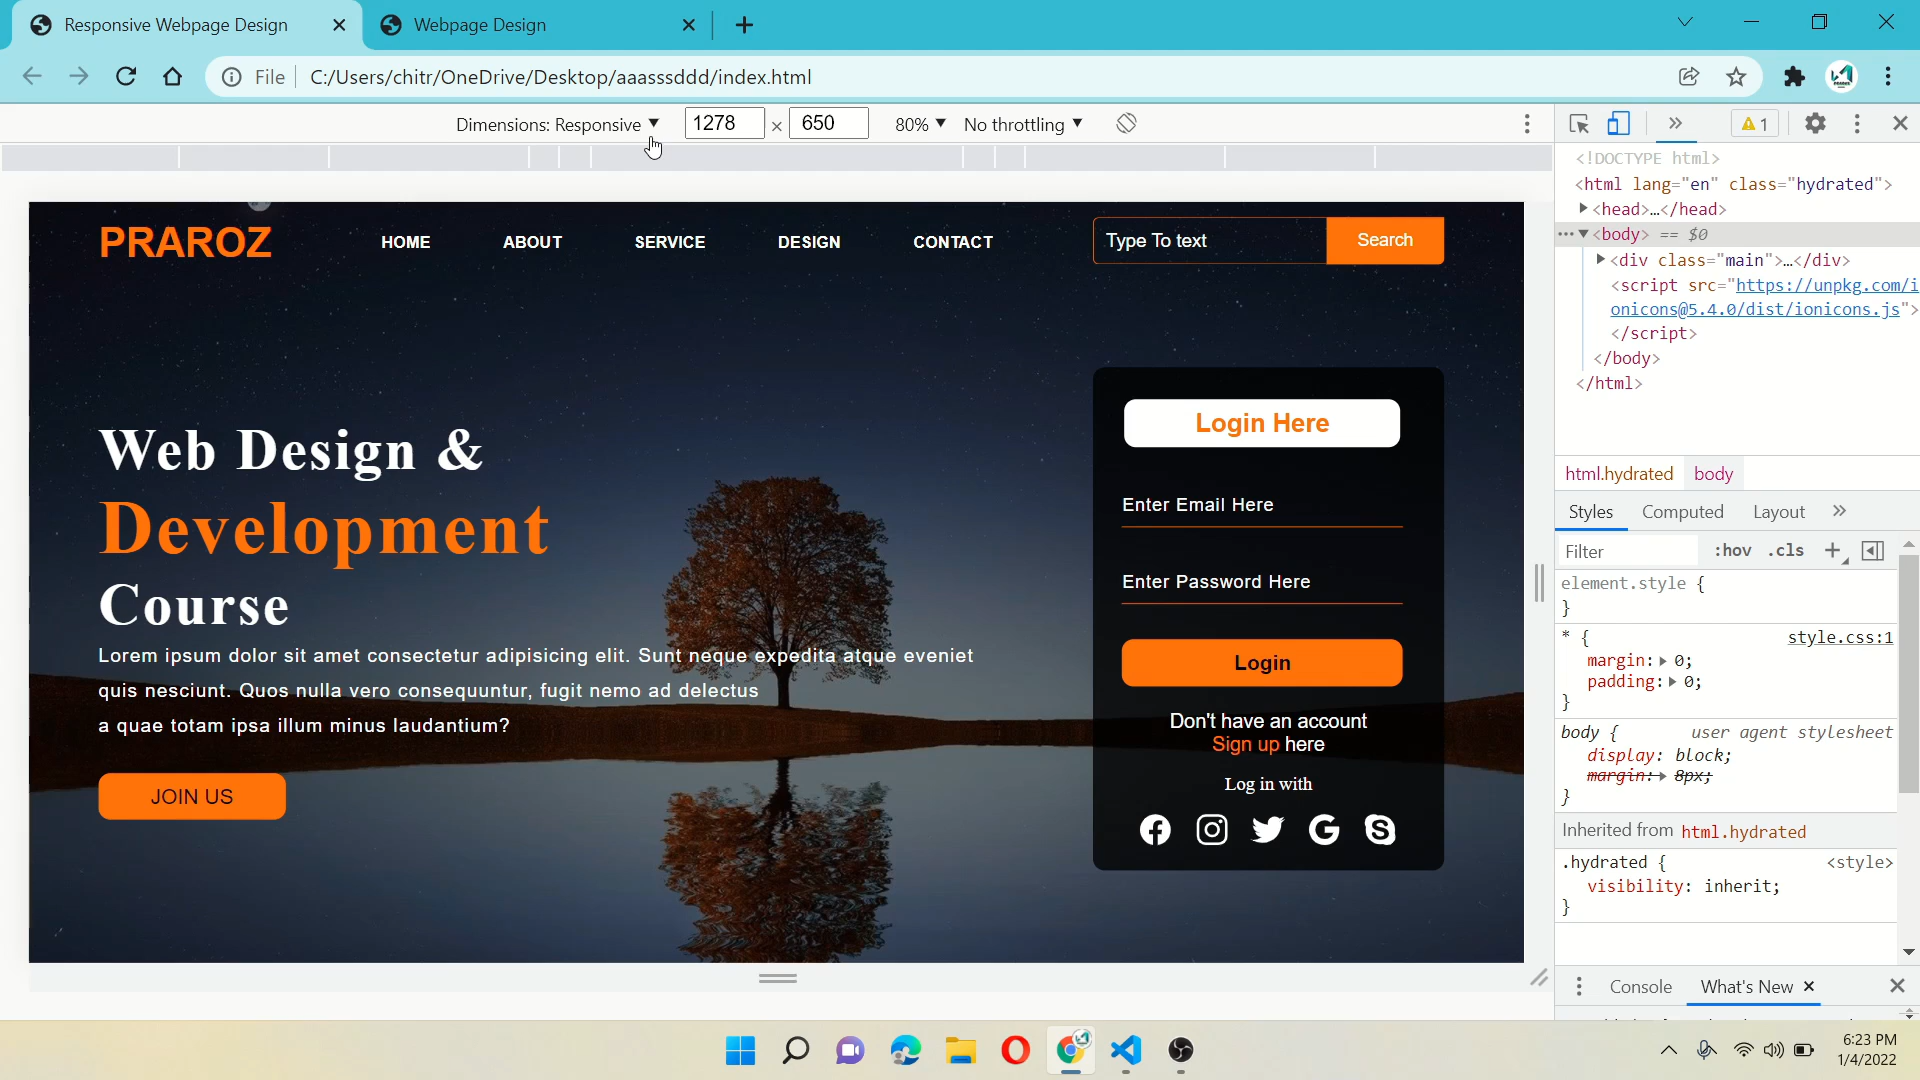 Responsive Webpage Design
Webpage Design
File
C:/Users/chitr/OneDrive/Desktop/aaasssddd/index.html
Dimensions: Responsive
1278 × 650
80%
No throttling
1
PRAROZ
HOME
ABOUT
SERVICE
DESIGN
CONTACT
Type To text
Search
Web Design &
Development
Course
Lorem ipsum dolor sit amet consectetur adipisicing elit. Sunt neque expedita atque eveniet
quis nesciunt. Quos nulla vero consequuntur, fugit nemo ad delectus
a quae totam ipsa illum minus laudantium?
JOIN US
Login Here
Enter Email Here
Enter Password Here
Login
Don't have an account
Sign up here
Log in with
<!DOCTYPE html>
<html lang="en" class="hydrated">
<head>…</head>
<body> == $0
<div class="main">…</div>
<script src="https://unpkg.com/i
onicons@5.4.0/dist/ionicons.js">
</script>
</body>
</html>
html.hydrated
body
Styles
Computed
Layout
Filter
:hov
.cls
element.style {
}
* {
style.css:1
margin: 0;
padding: 0;
}
body {
user agent stylesheet
display: block;
margin: 8px;
}
Inherited from html.hydrated
.hydrated {
<style>
visibility: inherit;
}
Console
What's New
6:23 PM
1/4/2022